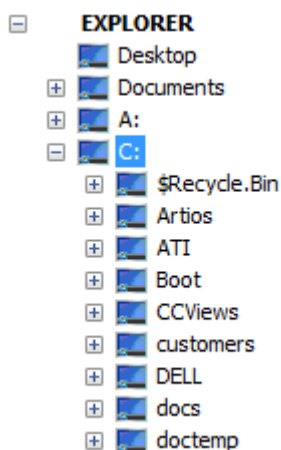 EXPLORER
Desktop
Documents
A:
C:
$Recycle.Bin
Artios
ATI
Boot
CCViews
customers
DELL
docs
doctemp